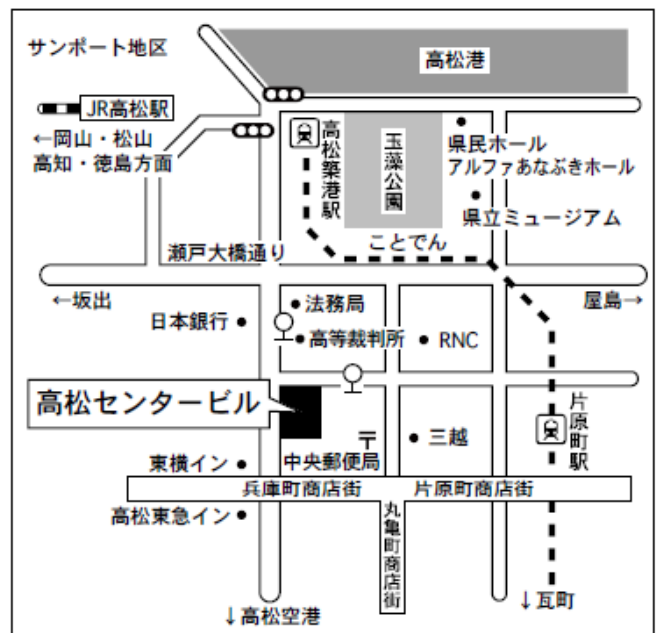 サンポート地区
高松港
JR高松駅
←岡山・松山
高知・徳島方面
高松築港駅
玉藻公園
県民ホール
アルファあなぶきホール
県立ミュージアム
ことでん
瀬戸大橋通り
←坂出
屋島→
日本銀行
法務局
高等裁判所
RNC
高松センタービル
片原町駅
〒
三越
中央郵便局
東横イン
兵庫町商店街
片原町商店街
高松東急イン
丸亀町商店街
↓高松空港
↓瓦町